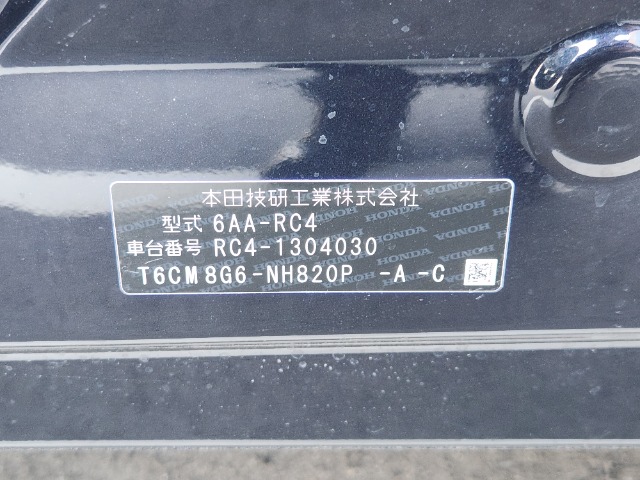 本田技研工業株式会社
型式 6AA-RC4
車台番号 RC4-1304030
T6CM8G6-NH820P -A-C